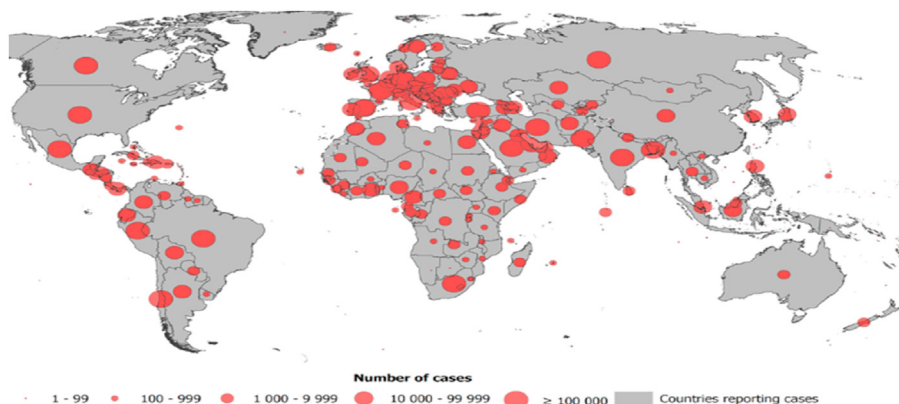 Number of cases
1 - 99 100 - 999 1 000 - 9 999 10 000 - 99 999 ≥ 100 000 Countries reporting cases